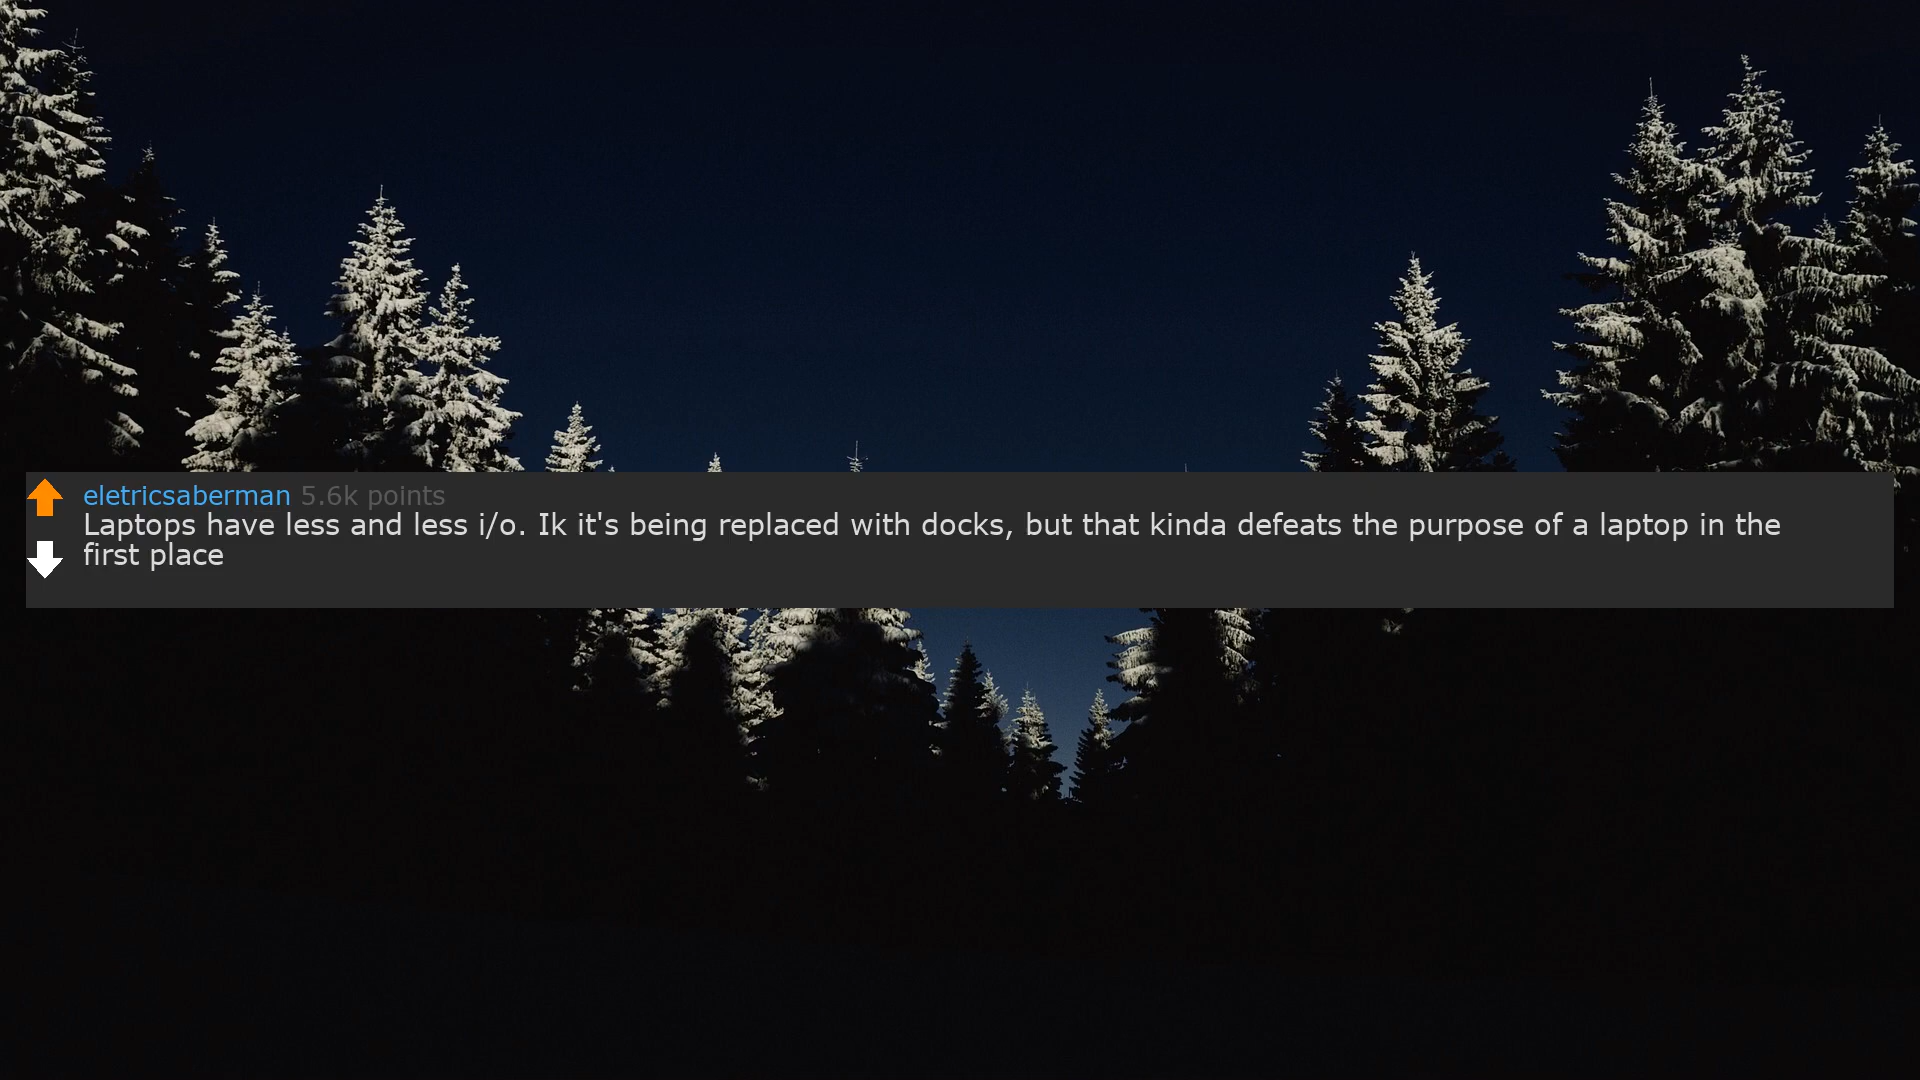 eletricsaberman 5.6k points
Laptops have less and less i/o. Ik it's being replaced with docks, but that kinda defeats the purpose of a laptop in the
first place